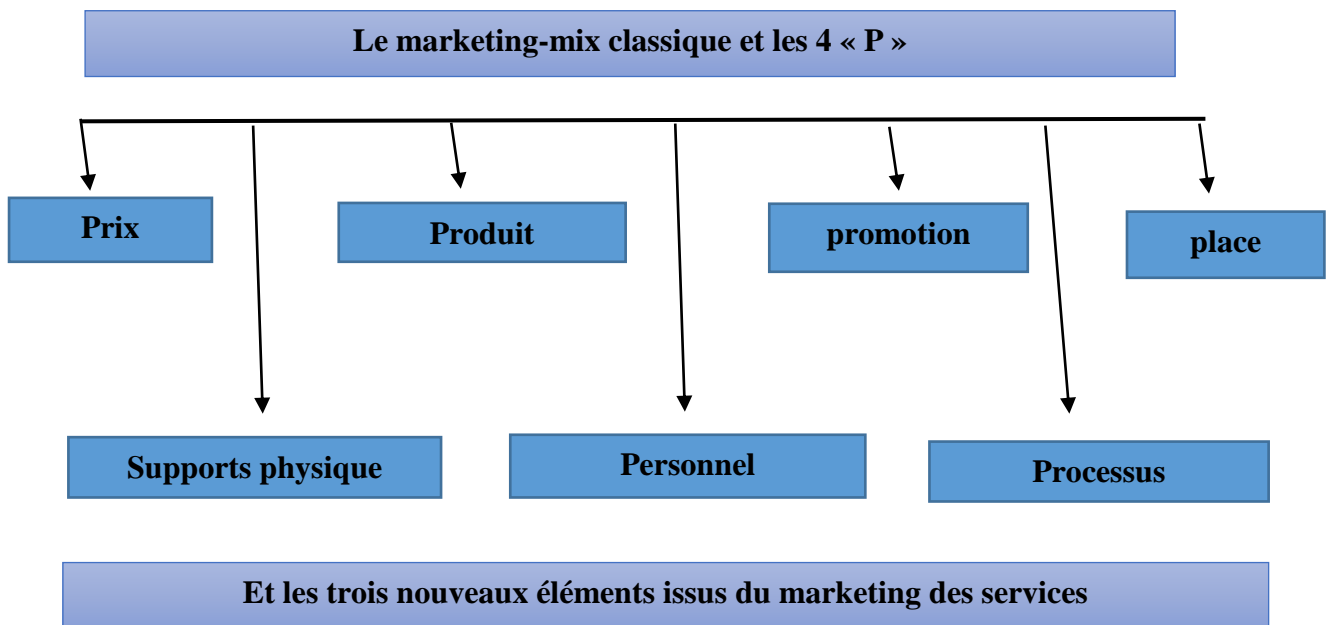 Le marketing-mix classique et les 4 « P »
Prix
Produit
promotion
place
Supports physique
Personnel
Processus
Et les trois nouveaux éléments issus du marketing des services